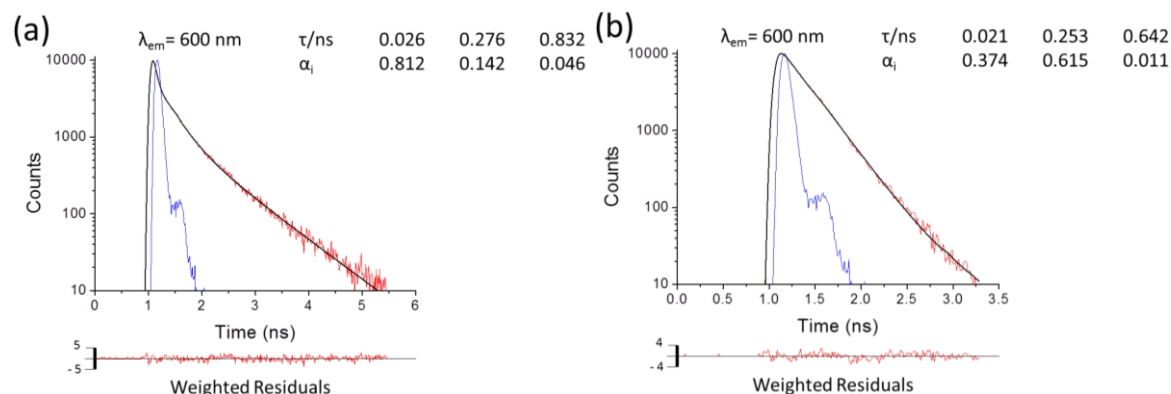 (a)
λem= 600 nm τ/ns 0.026 0.276 0.832
αi 0.812 0.142 0.046
10000
1000
100
10
Counts
0 1 2 3 4 5 6
Time (ns)
5
-5
Weighted Residuals
(b)
λem= 600 nm τ/ns 0.021 0.253 0.642
αi 0.374 0.615 0.011
10000
1000
100
10
Counts
0.0 0.5 1.0 1.5 2.0 2.5 3.0 3.5
Time (ns)
4
-4
Weighted Residuals